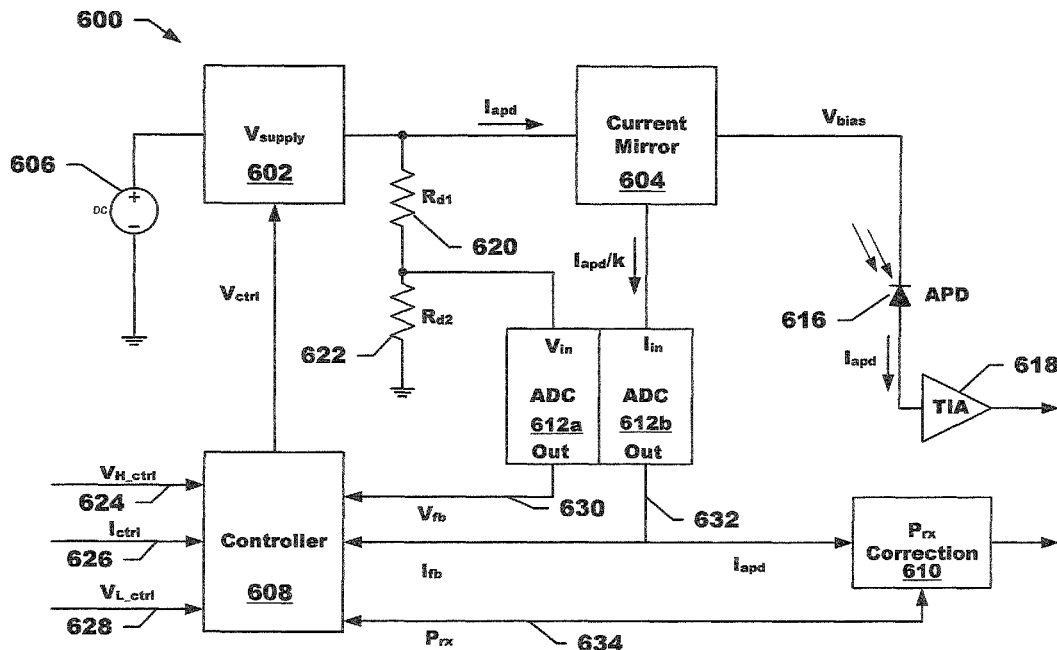 600
606
DC
+
-
Vsupply
602
Iapd
Current
Mirror
604
Vbias
Rd1
620
Iapd/k
Vctrl
Rd2
622
616
APD
Iapd
618
TIA
Vin
ADC
612a
Out
Iin
ADC
612b
Out
VH_ctrl
624
Ictrl
626
VL_ctrl
628
Controller
608
Vfb
630
632
Ifb
Iapd
Prx
Correction
610
Prx
634